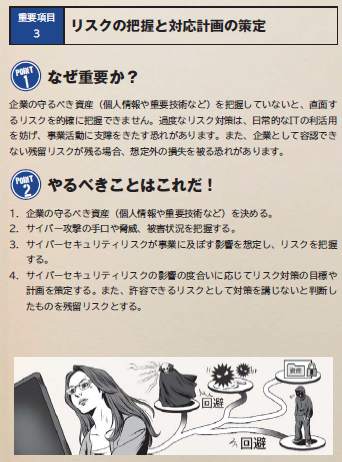 重要項目
3
リスクの把握と対応計画の策定
POINT
1
なぜ重要か?
企業の守るべき資産（個人情報や重要技術など）を把握していないと、直面す
るリスクを的確に把握できません。過度なリスク対策は、日常的なITの利活用
を妨げ、事業活動に支障をきたす恐れがあります。また、企業として容認でき
ない残留リスクが残る場合、想定外の損失を被る恐れがあります。
POINT
2
やるべきことはこれだ！
1. 企業の守るべき資産（個人情報や重要技術など）を決める。
2. サイバー攻撃の手口や脅威、被害状況を把握する。
3. サイバーセキュリティリスクが事業に及ぼす影響を想定し、リスクを把握
する。
4. サイバーセキュリティリスクの影響の度合いに応じてリスク対策の目標や
計画を策定する。また、許容できるリスクとして対策を講じないと判断し
たものを残留リスクとする。
資産
回避
回避